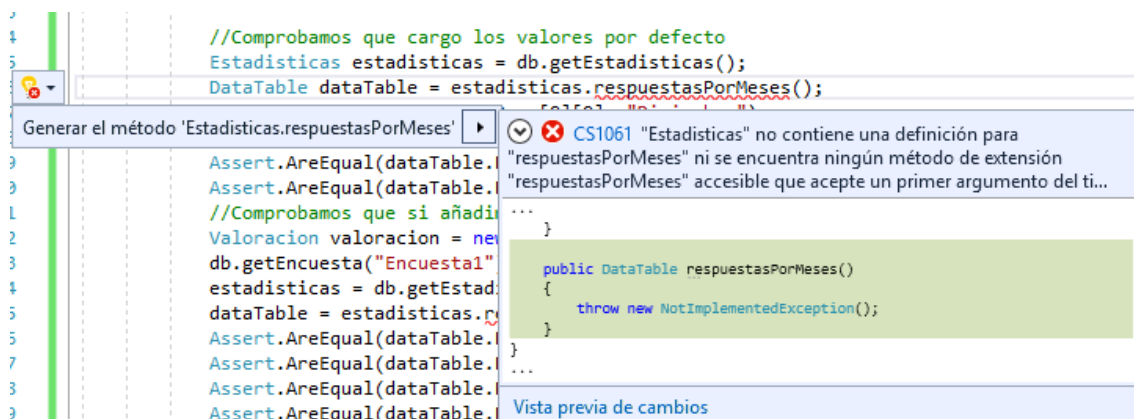 //Comprobamos que cargo los valores por defecto
Estadisticas estadisticas = db.getEstadisticas();
DataTable dataTable = estadisticas.respuestasPorMeses();
Generar el método 'Estadisticas.respuestasPorMeses'
CS1061 "Estadisticas" no contiene una definición para
"respuestasPorMeses" ni se encuentra ningún método de extensión
"respuestasPorMeses" accesible que acepte un primer argumento del ti...
Assert.AreEqual(dataTable.
Assert.AreEqual(dataTable.
//Comprobamos que si añadi
Valoracion valoracion = new
db.getEncuesta("Encuesta1"
estadisticas = db.getEstad
dataTable = estadisticas.re
Assert.AreEqual(dataTable.
Assert.AreEqual(dataTable.
Assert.AreEqual(dataTable.
Assert.AreEqual(dataTable.
...
}
public DataTable respuestasPorMeses()
{
throw new NotImplementedException();
}
}
...
Vista previa de cambios